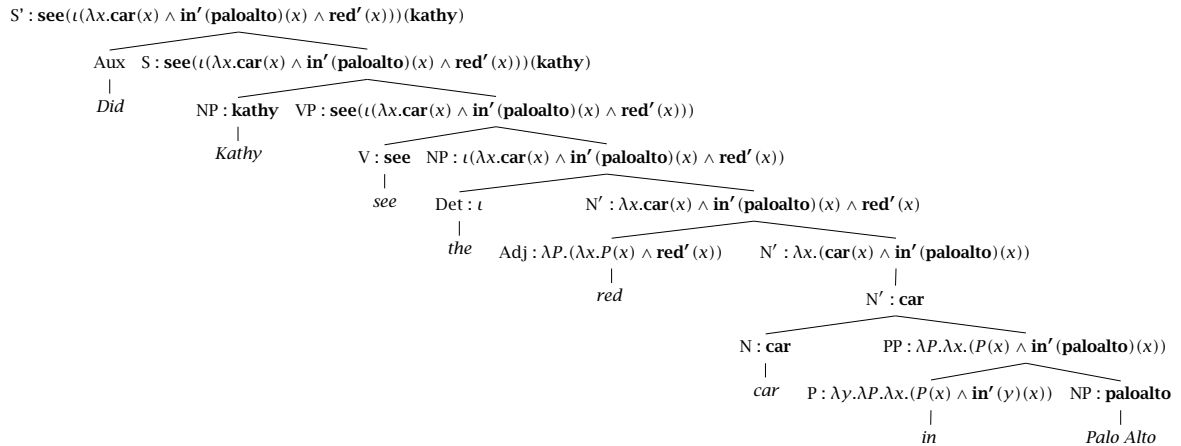 S' : see(ι(λx.car(x) ∧ in′(paloalto)(x) ∧ red′(x)))(kathy)
Aux S : see(ι(λx.car(x) ∧ in′(paloalto)(x) ∧ red′(x)))(kathy)
Did NP : kathy VP : see(ι(λx.car(x) ∧ in′(paloalto)(x) ∧ red′(x)))
Kathy V : see NP : ι(λx.car(x) ∧ in′(paloalto)(x) ∧ red′(x))
see Det : ι N′ : λx.car(x) ∧ in′(paloalto)(x) ∧ red′(x)
the Adj : λP.(λx.P(x) ∧ red′(x)) N′ : λx.(car(x) ∧ in′(paloalto)(x))
red N′ : car
N : car PP : λP.λx.(P(x) ∧ in′(paloalto)(x))
car P : λy.λP.λx.(P(x) ∧ in′(y)(x)) NP : paloalto
in Palo Alto